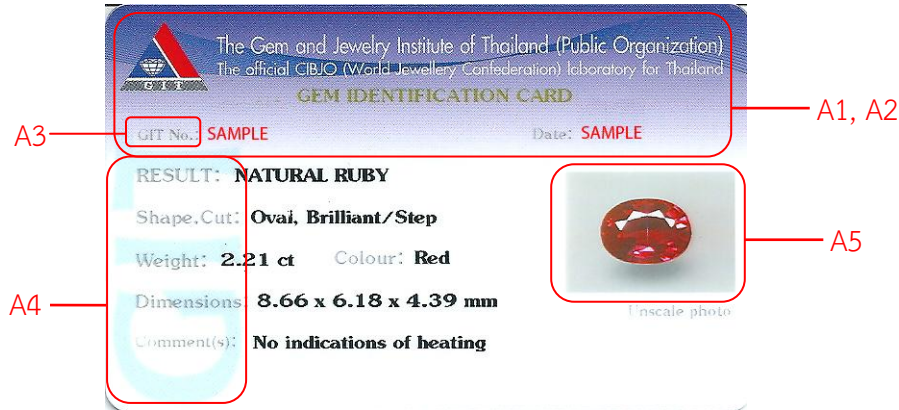 The Gem and Jewelry Institute of Thailand (Public Organization)
The official CIBJO (World Jewellery Confederation) laboratory for Thailand
GIT
GEM IDENTIFICATION CARD
A1, A2
A3
GIT No.: SAMPLE Date: SAMPLE
RESULT: NATURAL RUBY
Shape,Cut: Oval, Brilliant/Step
A5
Weight: 2.21 ct Colour: Red
A4
Dimensions: 8.66 x 6.18 x 4.39 mm
Unscale photo
Comment(s): No indications of heating
GIT